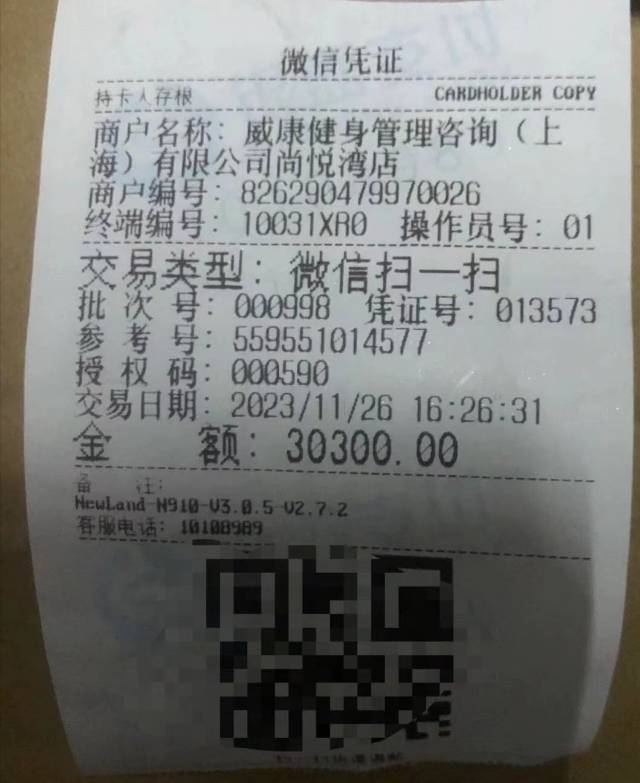 微信凭证
持卡人存根 CARDHOLDER COPY
商户名称: 威康健身管理咨询（上
海）有限公司尚悦湾店
商户编号: 826290479970026
终端编号: 10031XR0 操作员号: 01
交易类型: 微信扫一扫
批 次 号: 000998 凭证号: 013573
参 考 号: 559551014577
授 权 码: 000590
交易日期: 2023/11/26 16:26:31
金 额: 30300.00
备 注:
NewLand-N910-V3.0.5-V2.7.2
客服电话: 10108989